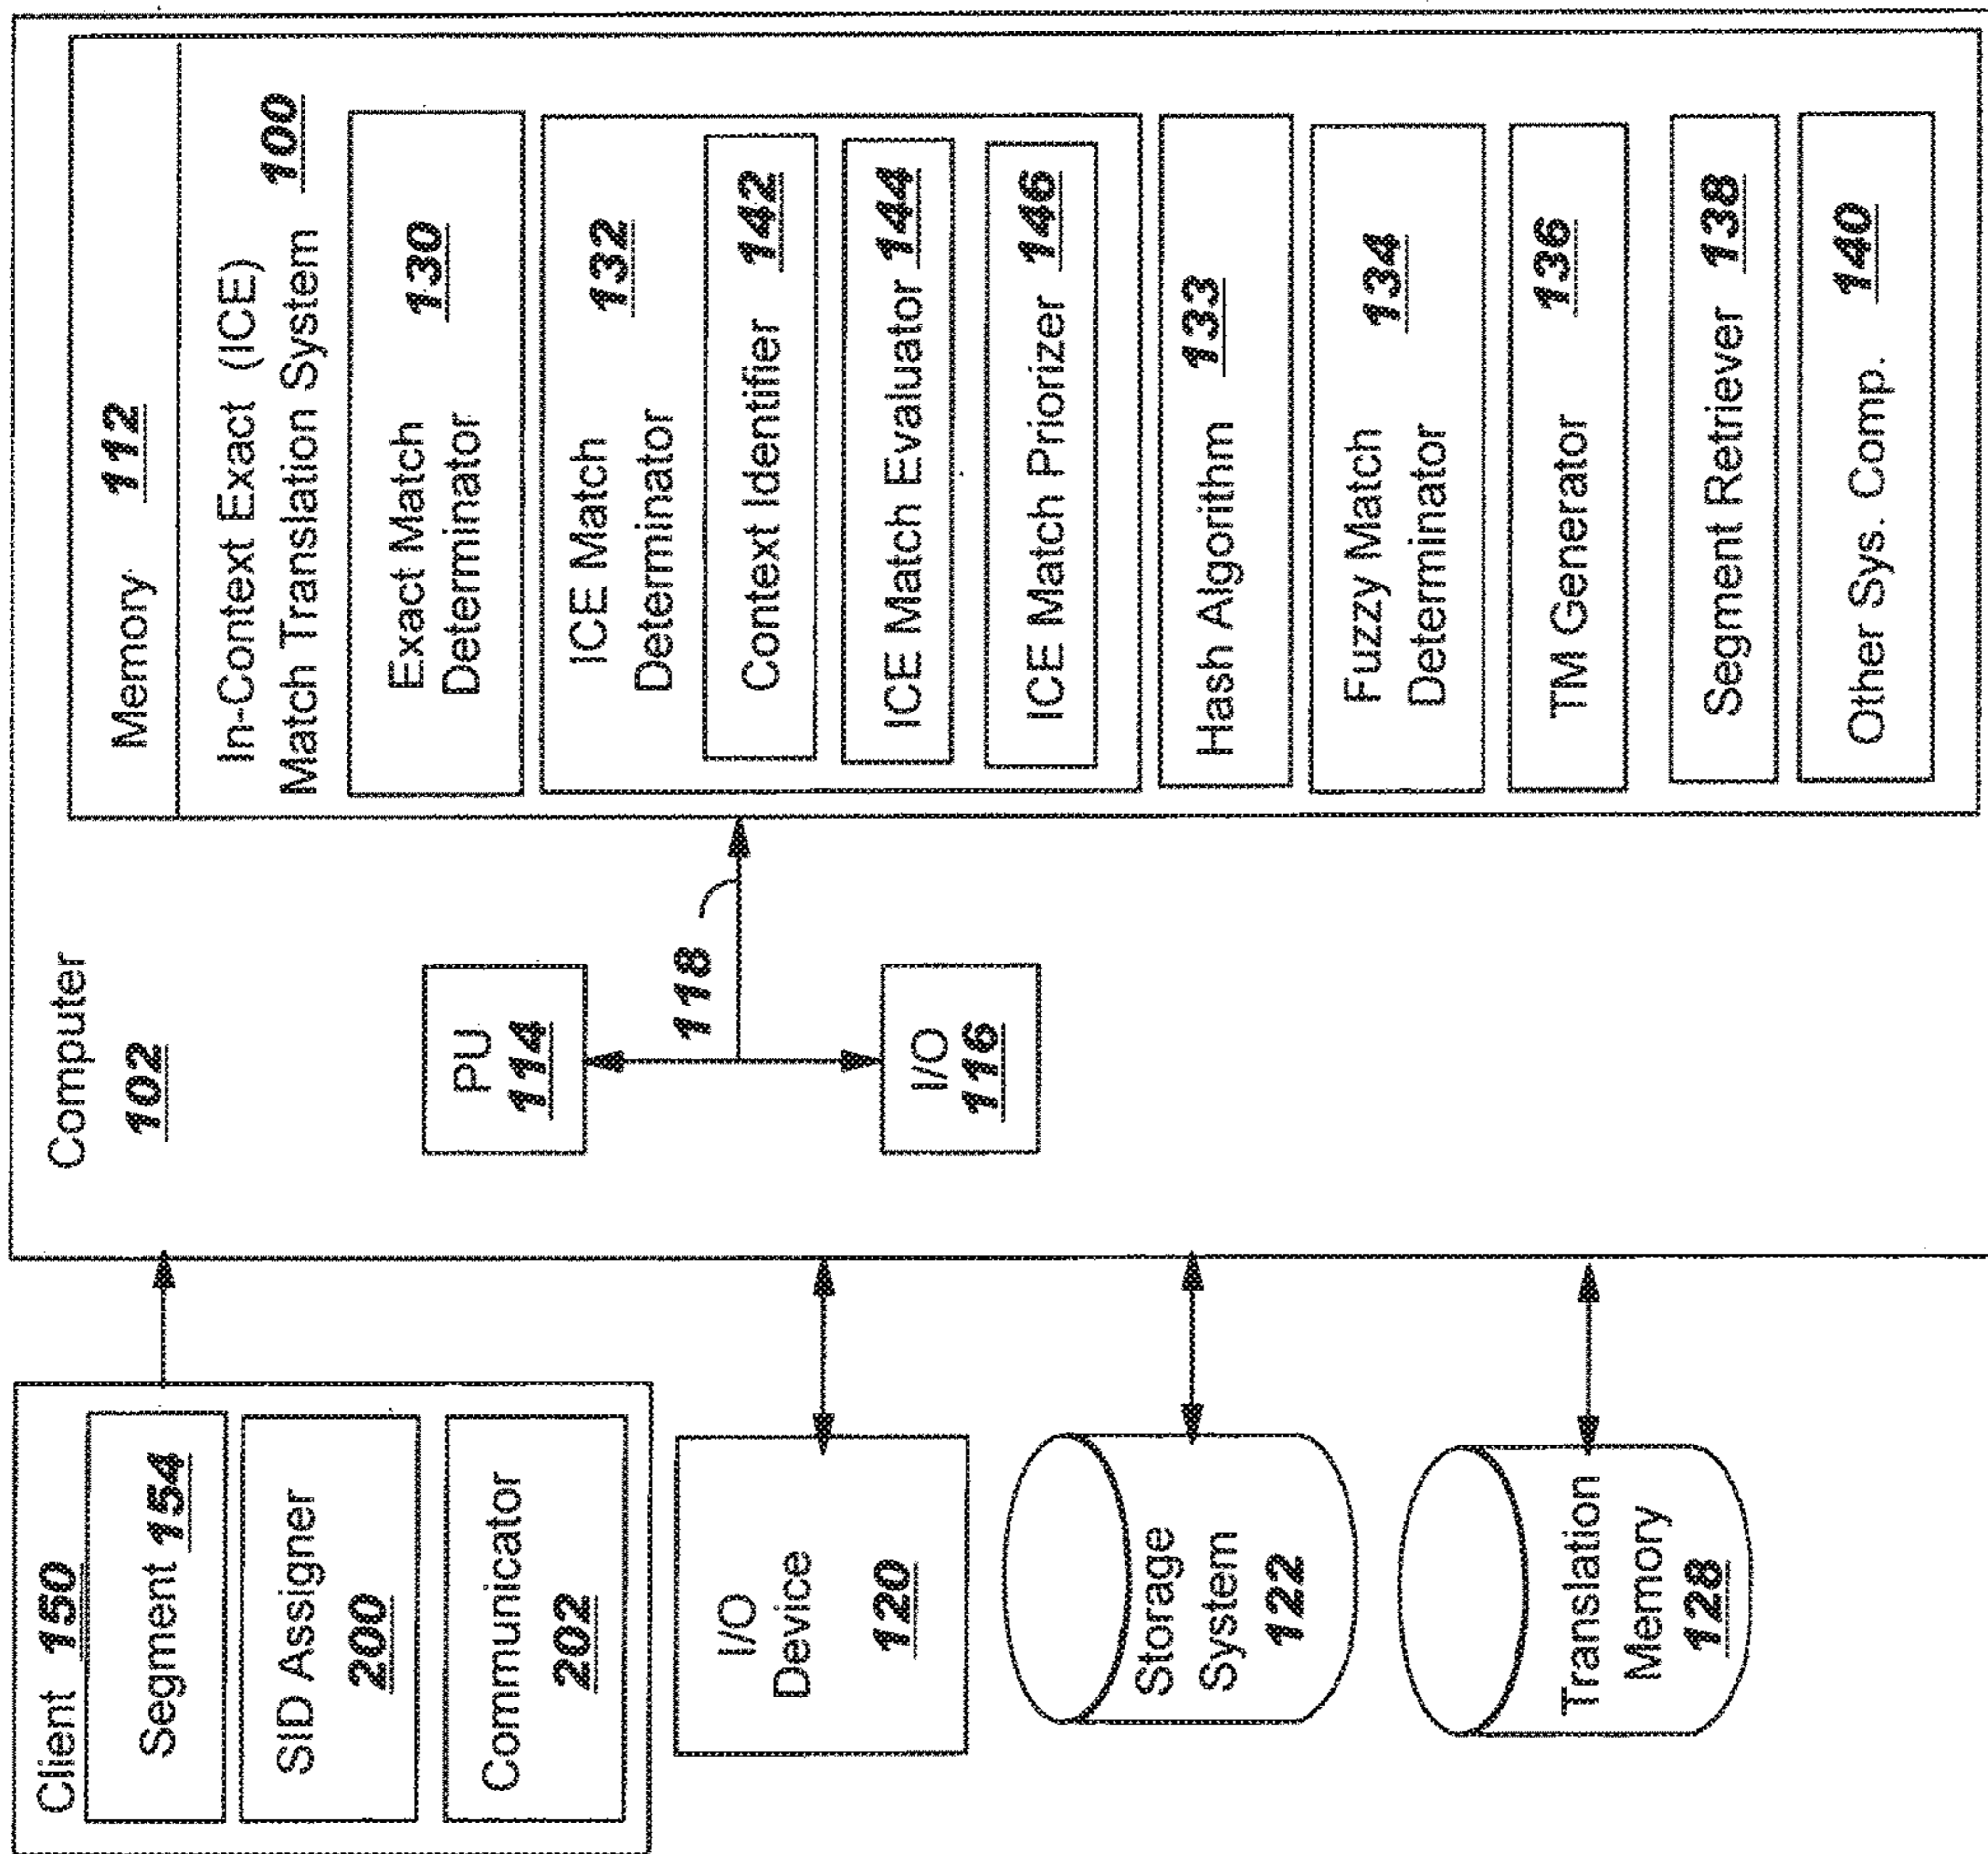 Client 150
Segment 154
SID Assigner
200
Communicator
202
I/O
Device
120
Storage
System
122
Translation
Memory
128
Computer
102
PU
114
118
I/O
116
Memory 112
In-Context Exact (ICE)
Match Translation System 100
Exact Match
Determinator 130
ICE Match
Determinator 132
Context Identifier 142
ICE Match Evaluator 144
ICE Match Priorizer 146
Hash Algorithm 133
Fuzzy Match
Determinator 134
TM Generator 136
Segment Retriever 138
Other Sys. Comp. 140